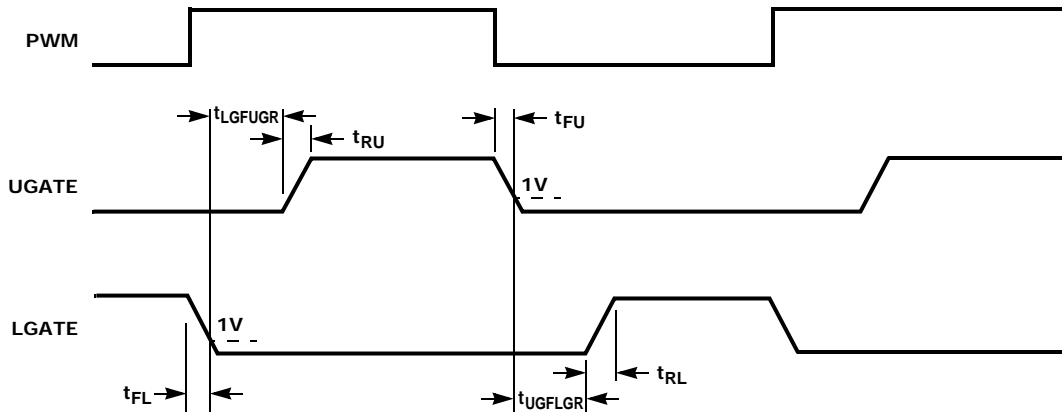 PWM
tLGFUGR
tRU
tFU
UGATE
1V
LGATE
1V
tFL
tRL
tUGFLGR